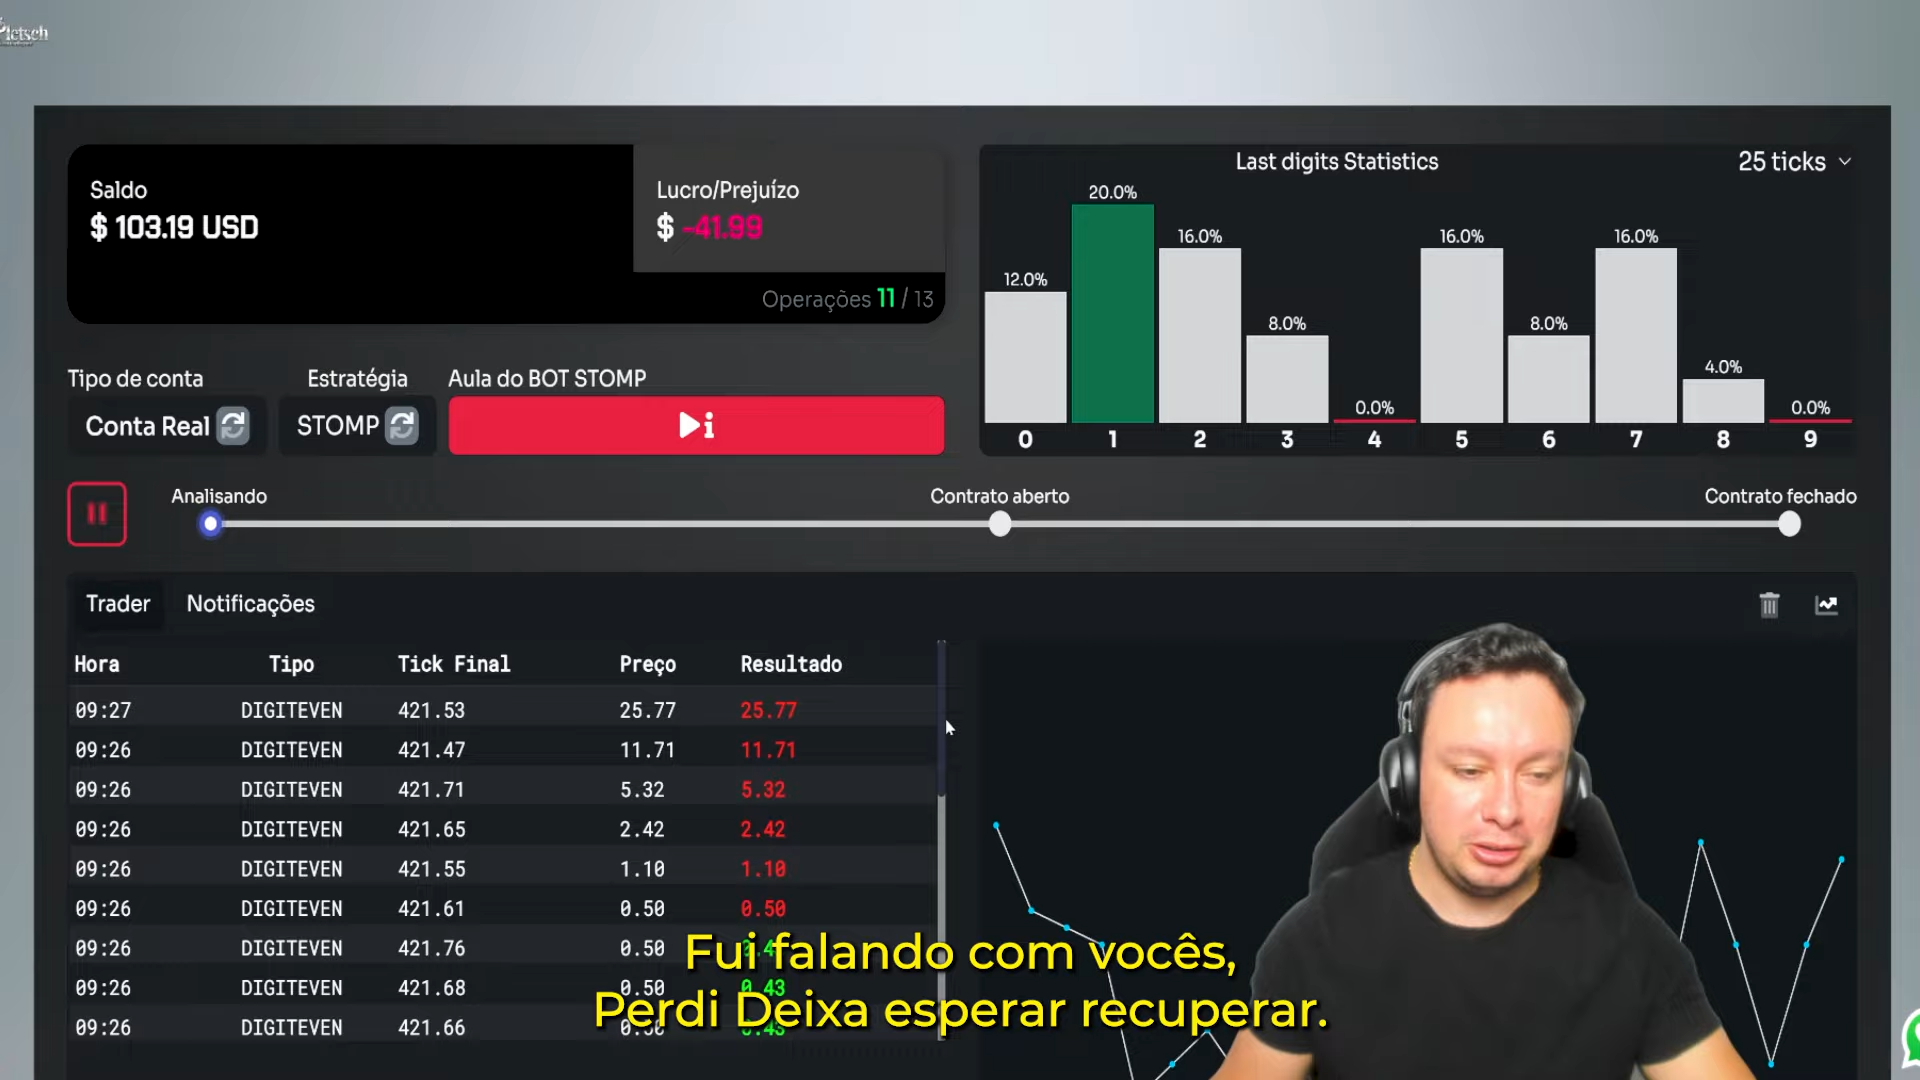 Saldo
$ 103.19 USD
Lucro/Prejuízo
$ -41.99
Operações 11 / 13
Last digits Statistics
25 ticks
12.0% 20.0% 16.0% 8.0% 0.0% 16.0% 8.0% 16.0% 4.0% 0.0%
0 1 2 3 4 5 6 7 8 9
Tipo de conta
Conta Real
Estratégia
STOMP
Aula do BOT STOMP
Analisando
Contrato aberto
Contrato fechado
Trader Notificações
Hora Tipo Tick Final Preço Resultado
09:27 DIGITEVEN 421.53 25.77 25.77
09:26 DIGITEVEN 421.47 11.71 11.71
09:26 DIGITEVEN 421.71 5.32 5.32
09:26 DIGITEVEN 421.65 2.42 2.42
09:26 DIGITEVEN 421.55 1.10 1.10
09:26 DIGITEVEN 421.61 0.50 0.50
09:26 DIGITEVEN 421.76 0.50
09:26 DIGITEVEN 421.68 0.50 0.43
09:26 DIGITEVEN 421.66
Fui falando com vocês,
Perdi Deixa esperar recuperar.